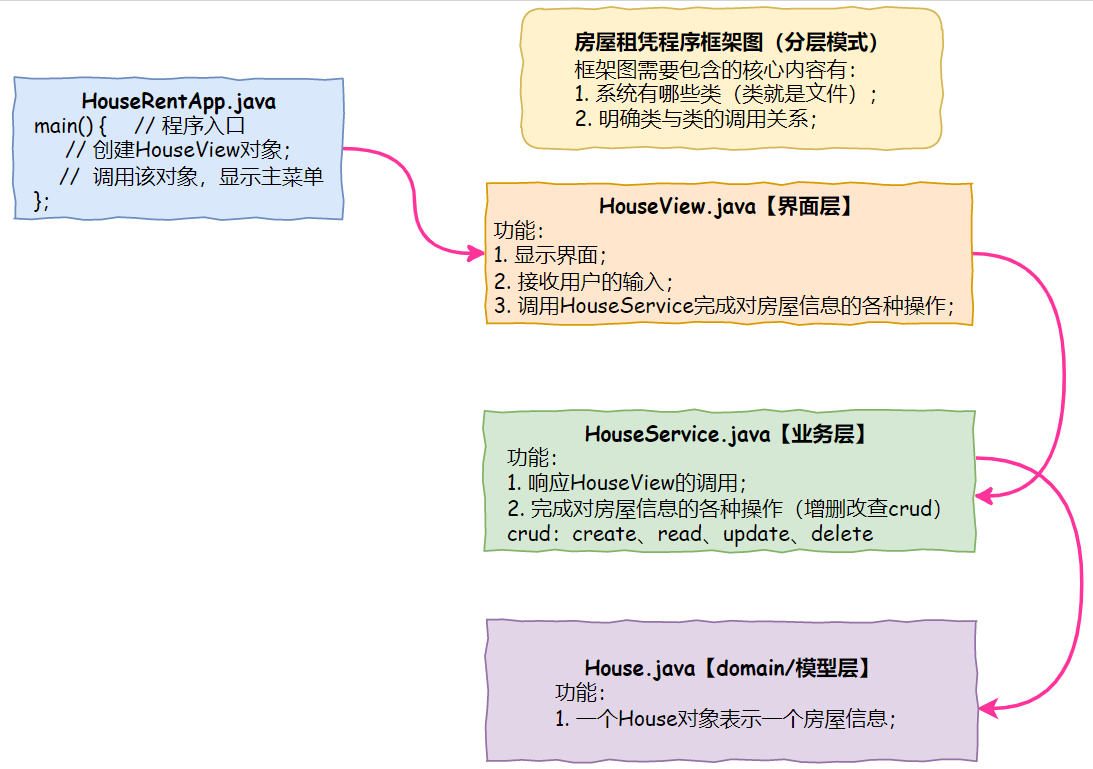 房屋租凭程序框架图（分层模式）
框架图需要包含的核心内容有：
1. 系统有哪些类（类就是文件）；
2. 明确类与类的调用关系；
HouseRentApp.java
main() { // 程序入口
// 创建HouseView对象；
// 调用该对象，显示主菜单
};
HouseView.java【界面层】
功能：
1. 显示界面；
2. 接收用户的输入；
3. 调用HouseService完成对房屋信息的各种操作；
HouseService.java【业务层】
功能：
1. 响应HouseView的调用；
2. 完成对房屋信息的各种操作（增删改查crud）
crud：create、read、update、delete
House.java【domain/模型层】
功能：
1. 一个House对象表示一个房屋信息；